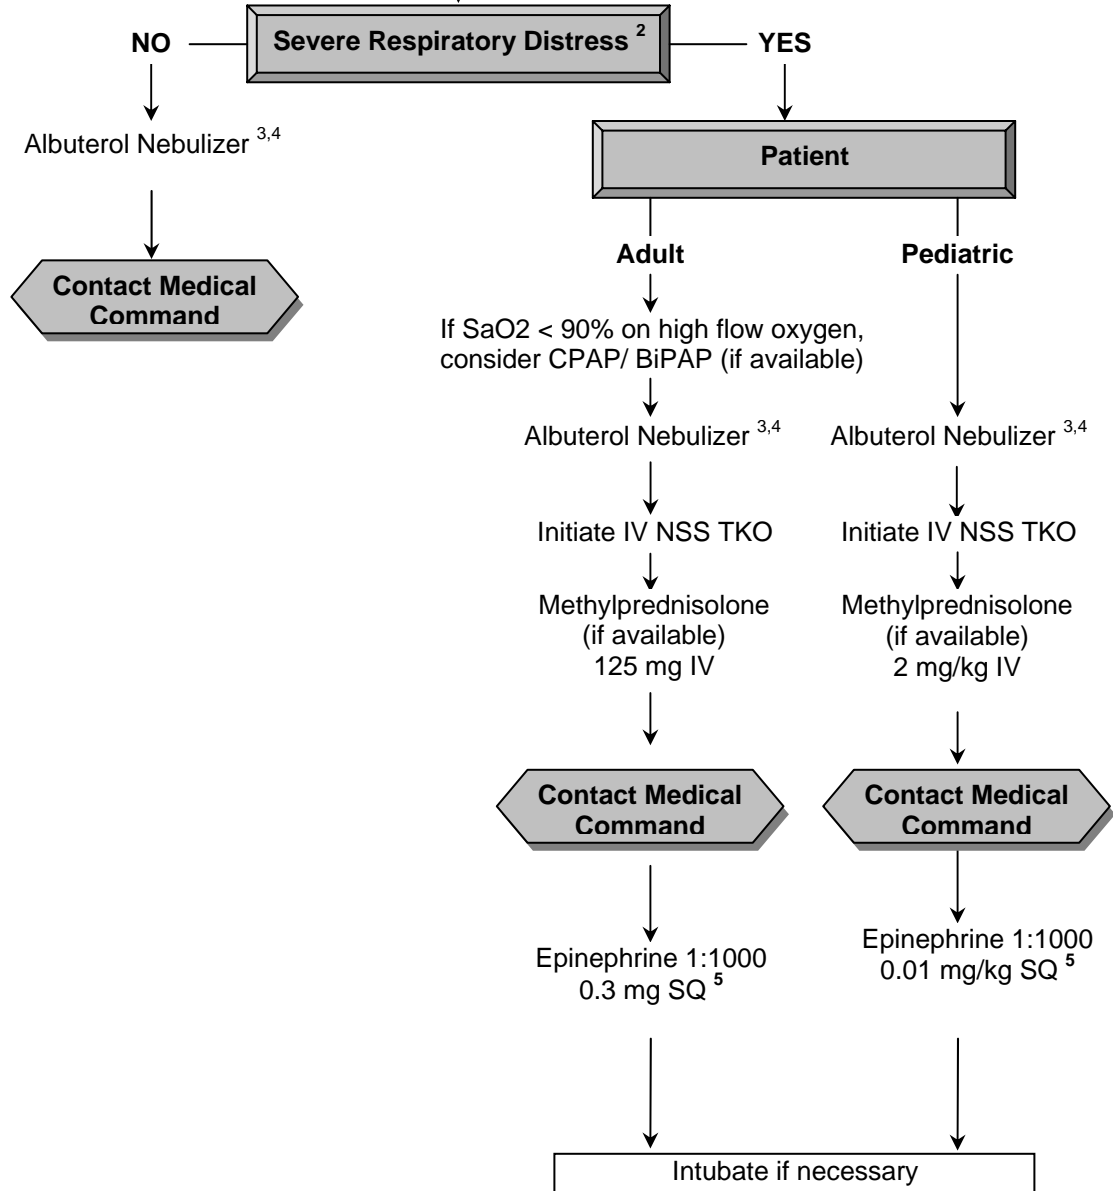 Severe Respiratory Distress 2
NO
YES
Albuterol Nebulizer 3,4
Contact Medical
Command
Patient
Adult
Pediatric
If SaO2 < 90% on high flow oxygen,
consider CPAP/ BiPAP (if available)
Albuterol Nebulizer 3,4
Albuterol Nebulizer 3,4
Initiate IV NSS TKO
Initiate IV NSS TKO
Methylprednisolone
(if available)
125 mg IV
Methylprednisolone
(if available)
2 mg/kg IV
Contact Medical
Command
Contact Medical
Command
Epinephrine 1:1000
0.3 mg SQ 5
Epinephrine 1:1000
0.01 mg/kg SQ 5
Intubate if necessary